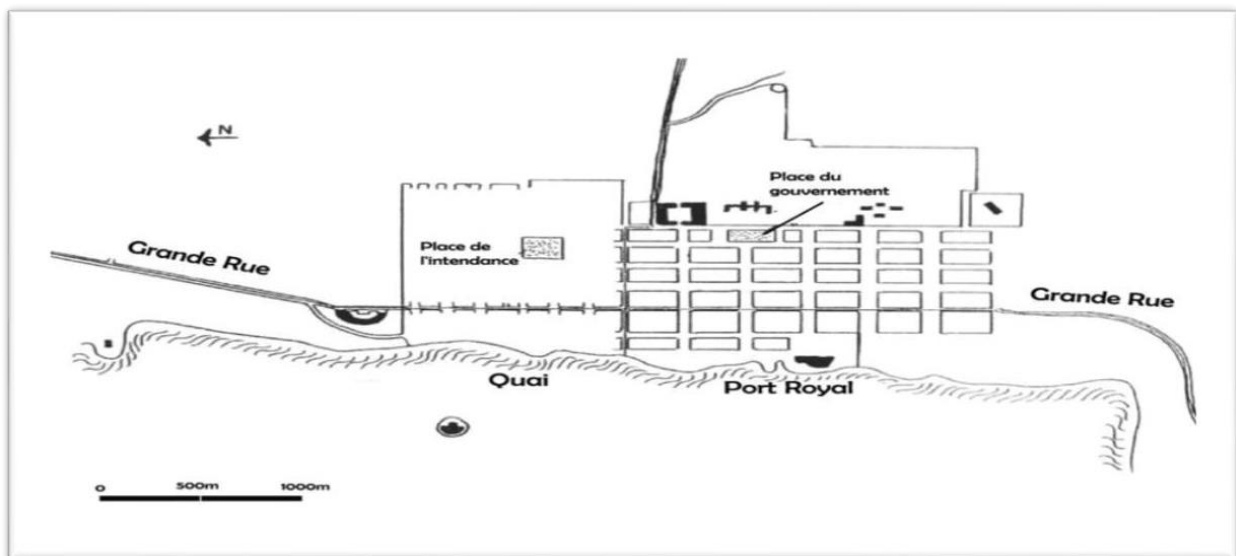 N
Place du
gouvernement
Grande Rue
Place de
l'intendance
Grande Rue
Quai
Port Royal
0 500m 1000m